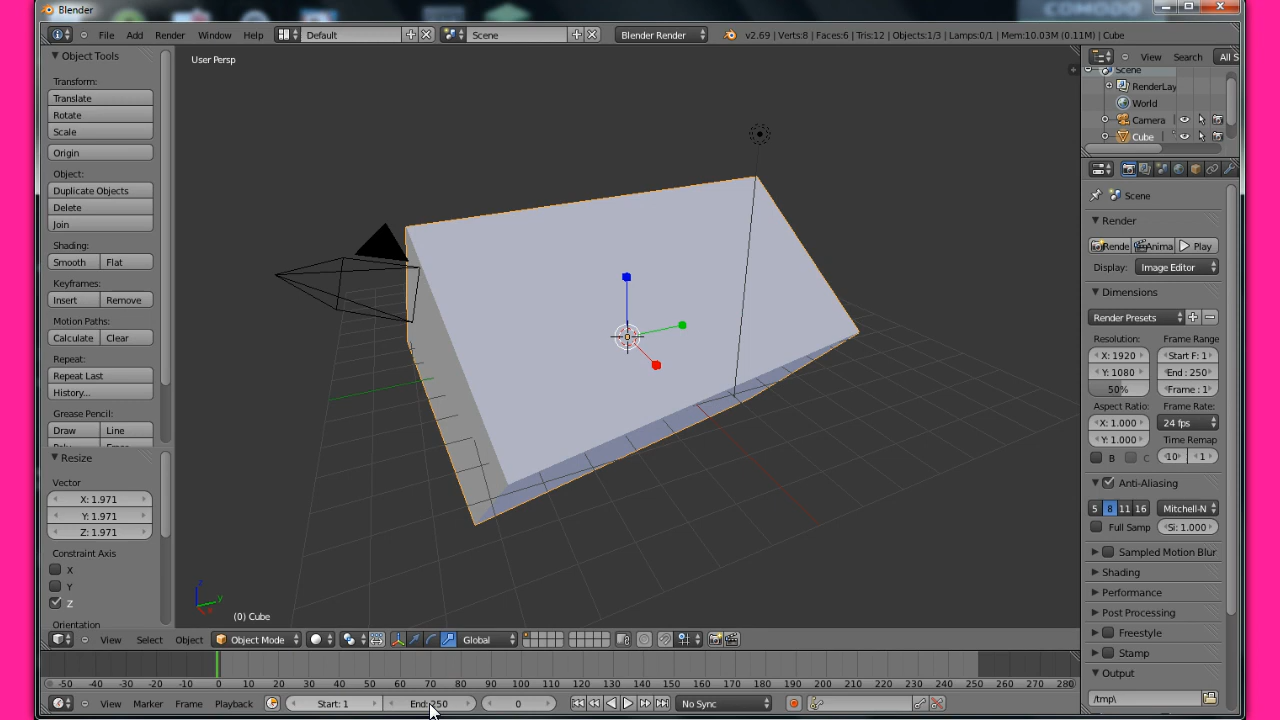 COMODO
Blender
File Add Render Window Help Default Scene Blender Render v2.69 | Verts:8 | Faces:6 | Tris:12 | Objects:1/3 | Lamps:0/1 | Mem:10.03M (0.11M) | Cube
Object Tools
Transform:
Translate
Rotate
Scale
Origin
Object:
Duplicate Objects
Delete
Join
Shading:
Smooth Flat
Keyframes:
Insert Remove
Motion Paths:
Calculate Clear
Repeat:
Repeat Last
History...
Grease Pencil:
Draw Line
Resize
Vector
X: 1.971
Y: 1.971
Z: 1.971
Constraint Axis
X
Y
Z
Orientation
User Persp
z
y
(0) Cube
View Select Object Object Mode Global
-50 -40 -30 -20 -10 0 10 20 30 40 50 60 70 80 90 100 110 120 130 140 150 160 170 180 190 200 210 220 230 240 250 260 270 280
View Marker Frame Playback Start: 1 End: 250 0 No Sync
View Search All S
Scene
RenderLay
World
Camera
Cube
Scene
Render
Rende Anima Play
Display: Image Editor
Dimensions
Render Presets
Resolution: Frame Range
X: 1920 Start F: 1
Y: 1080 End : 250
50% Frame : 1
Aspect Ratio: Frame Rate:
X: 1.000 24 fps
Y: 1.000 Time Remap
B C 10 1
Anti-Aliasing
5 8 11 16 Mitchell-N
Full Samp Si: 1.000
Sampled Motion Blur
Shading
Performance
Post Processing
Freestyle
Stamp
Output
/tmp\